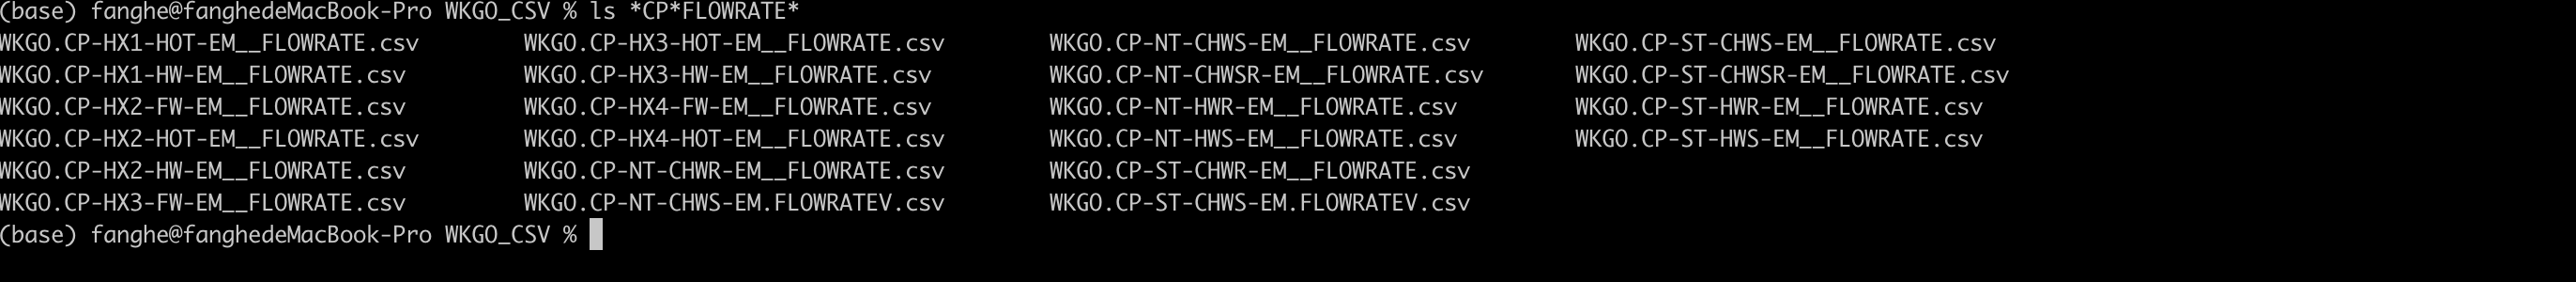 (base) fanghe@fanghedeMacBook-Pro WKGO_CSV % ls *CP*FLOWRATE*
WKGO.CP-HX1-HOT-EM__FLOWRATE.csv WKGO.CP-HX3-HOT-EM__FLOWRATE.csv WKGO.CP-NT-CHWS-EM__FLOWRATE.csv WKGO.CP-ST-CHWS-EM__FLOWRATE.csv
WKGO.CP-HX1-HW-EM__FLOWRATE.csv WKGO.CP-HX3-HW-EM__FLOWRATE.csv WKGO.CP-NT-CHWSR-EM__FLOWRATE.csv WKGO.CP-ST-CHWSR-EM__FLOWRATE.csv
WKGO.CP-HX2-FW-EM__FLOWRATE.csv WKGO.CP-HX4-FW-EM__FLOWRATE.csv WKGO.CP-NT-HWR-EM__FLOWRATE.csv WKGO.CP-ST-HWR-EM__FLOWRATE.csv
WKGO.CP-HX2-HOT-EM__FLOWRATE.csv WKGO.CP-HX4-HOT-EM__FLOWRATE.csv WKGO.CP-NT-HWS-EM__FLOWRATE.csv WKGO.CP-ST-HWS-EM__FLOWRATE.csv
WKGO.CP-HX2-HW-EM__FLOWRATE.csv WKGO.CP-NT-CHWR-EM__FLOWRATE.csv WKGO.CP-ST-CHWR-EM__FLOWRATE.csv
WKGO.CP-HX3-FW-EM__FLOWRATE.csv WKGO.CP-NT-CHWS-EM.FLOWRATEV.csv WKGO.CP-ST-CHWS-EM.FLOWRATEV.csv
(base) fanghe@fanghedeMacBook-Pro WKGO_CSV %